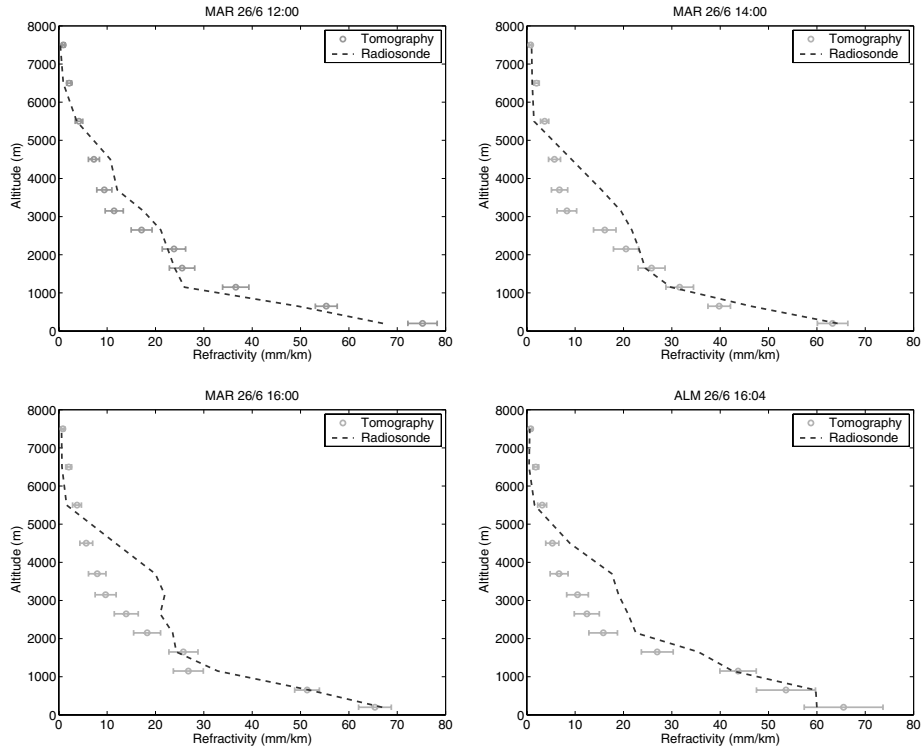 MAR 26/6 12:00
8000
7000
6000
5000
4000
3000
2000
1000
0
Altitude (m)
0 10 20 30 40 50 60 70 80
Refractivity (mm/km)
Tomography
Radiosonde
MAR 26/6 14:00
8000
7000
6000
5000
4000
3000
2000
1000
0
Altitude (m)
0 10 20 30 40 50 60 70 80
Refractivity (mm/km)
Tomography
Radiosonde
MAR 26/6 16:00
8000
7000
6000
5000
4000
3000
2000
1000
0
Altitude (m)
0 10 20 30 40 50 60 70 80
Refractivity (mm/km)
Tomography
Radiosonde
ALM 26/6 16:04
8000
7000
6000
5000
4000
3000
2000
1000
0
Altitude (m)
0 10 20 30 40 50 60 70 80
Refractivity (mm/km)
Tomography
Radiosonde